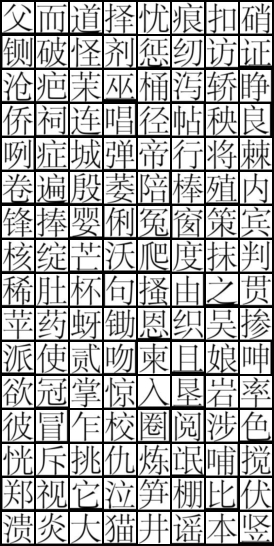 父而道择忧痕扣硝
铡破怪剂惩纫访证
沧疤茉巫桶泻轿睁
侨祠连唱径帖秧良
咧症城弹帝行将棘
卷遍殷萎陪棒殖内
锋捧婴俐冤窗策宾
核绽芒沃爬度抹判
稀肚杯句搔由之贯
苹药蚜锄恩织吴掺
派使贰吻柬旦娘呻
欲冠掌惊入垦岩率
彼冒乍校圈阅涉色
恍斥挑仇炼氓哺搅
郑视它泣笋棚比伏
溃炎大猫井谣本竖